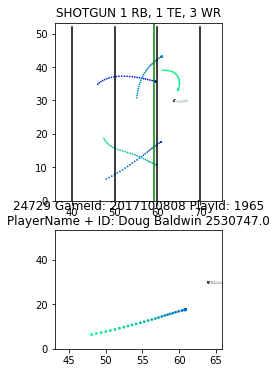 SHOTGUN 1 RB, 1 TE, 3 WR
50
40
30
20
10
0
40 50 60 70
24729 GameId: 2017100808 PlayId: 1965
PlayerName + ID: Doug Baldwin 2530747.0
40
20
0
45 50 55 60 65